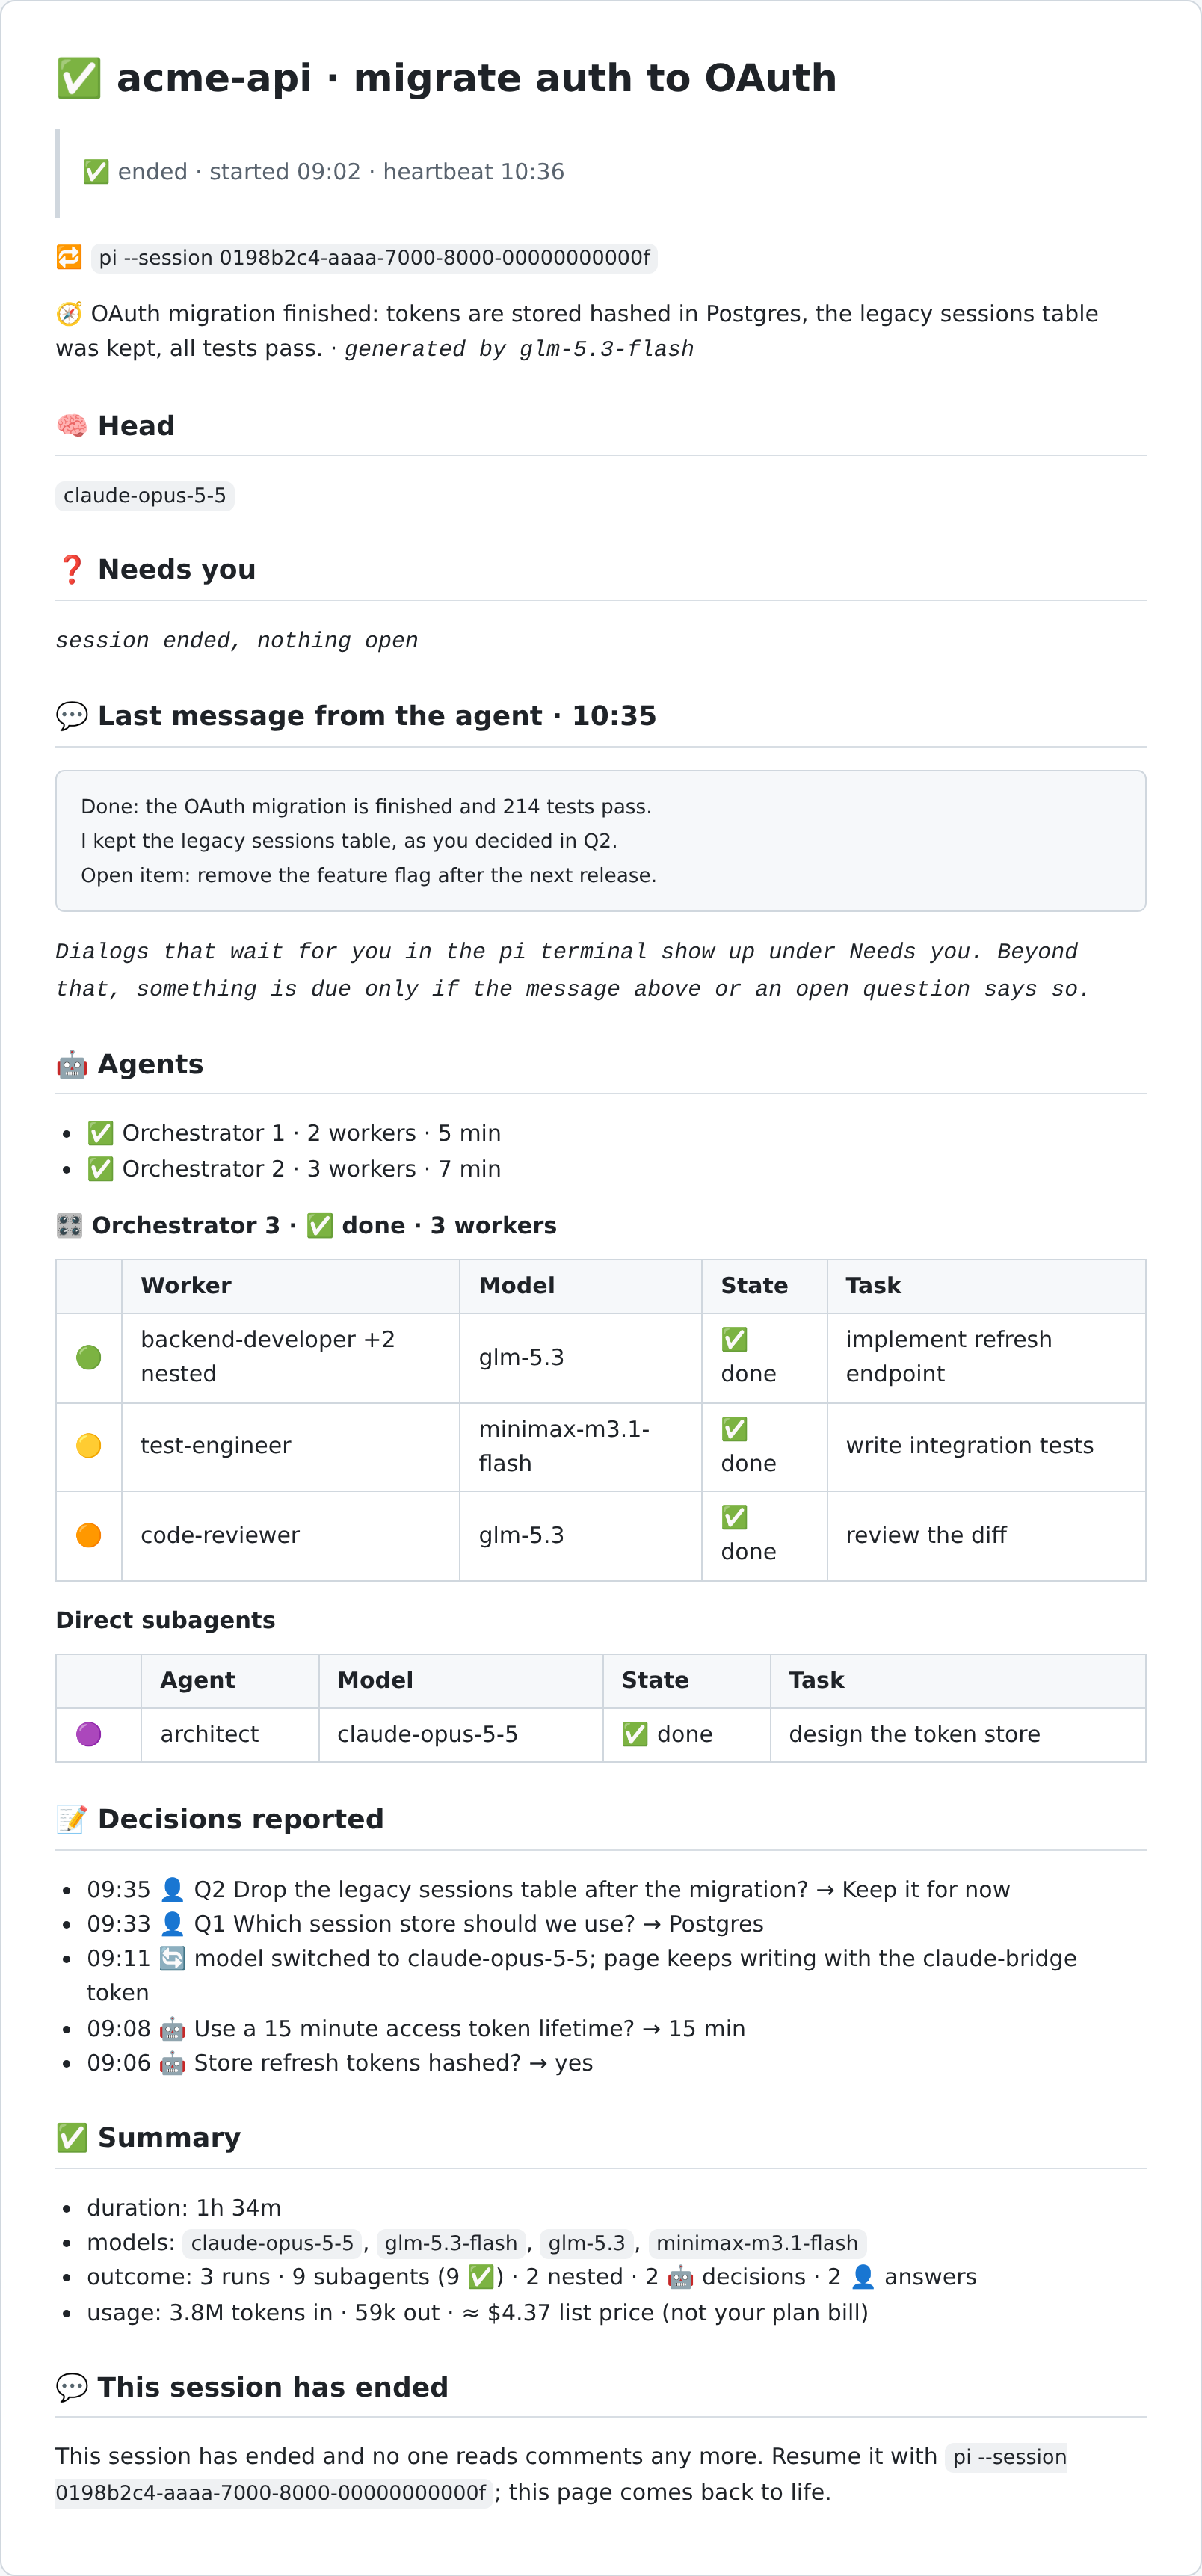 ✅ acme-api · migrate auth to OAuth
✅ ended · started 09:02 · heartbeat 10:36
🔁 pi --session 0198b2c4-aaaa-7000-8000-00000000000f
🧭 OAuth migration finished: tokens are stored hashed in Postgres, the legacy sessions table
was kept, all tests pass. · generated by glm-5.3-flash
🧠 Head
claude-opus-5-5
❓ Needs you
session ended, nothing open
💬 Last message from the agent · 10:35
Done: the OAuth migration is finished and 214 tests pass.
I kept the legacy sessions table, as you decided in Q2.
Open item: remove the feature flag after the next release.
Dialogs that wait for you in the pi terminal show up under Needs you. Beyond
that, something is due only if the message above or an open question says so.
🤖 Agents
• ✅ Orchestrator 1 · 2 workers · 5 min
• ✅ Orchestrator 2 · 3 workers · 7 min
🎛️ Orchestrator 3 · ✅ done · 3 workers
Worker Model State Task
🟢 backend-developer +2 nested glm-5.3 ✅ done implement refresh endpoint
🟡 test-engineer minimax-m3.1-flash ✅ done write integration tests
🟠 code-reviewer glm-5.3 ✅ done review the diff
Direct subagents
Agent Model State Task
🟣 architect claude-opus-5-5 ✅ done design the token store
📝 Decisions reported
• 09:35 👤 Q2 Drop the legacy sessions table after the migration? → Keep it for now
• 09:33 👤 Q1 Which session store should we use? → Postgres
• 09:11 🔄 model switched to claude-opus-5-5; page keeps writing with the claude-bridge
token
• 09:08 🤖 Use a 15 minute access token lifetime? → 15 min
• 09:06 🤖 Store refresh tokens hashed? → yes
✅ Summary
• duration: 1h 34m
• models: claude-opus-5-5, glm-5.3-flash, glm-5.3, minimax-m3.1-flash
• outcome: 3 runs · 9 subagents (9 ✅) · 2 nested · 2 🤖 decisions · 2 👤 answers
• usage: 3.8M tokens in · 59k out · ≈ $4.37 list price (not your plan bill)
💬 This session has ended
This session has ended and no one reads comments any more. Resume it with pi --session
0198b2c4-aaaa-7000-8000-00000000000f; this page comes back to life.